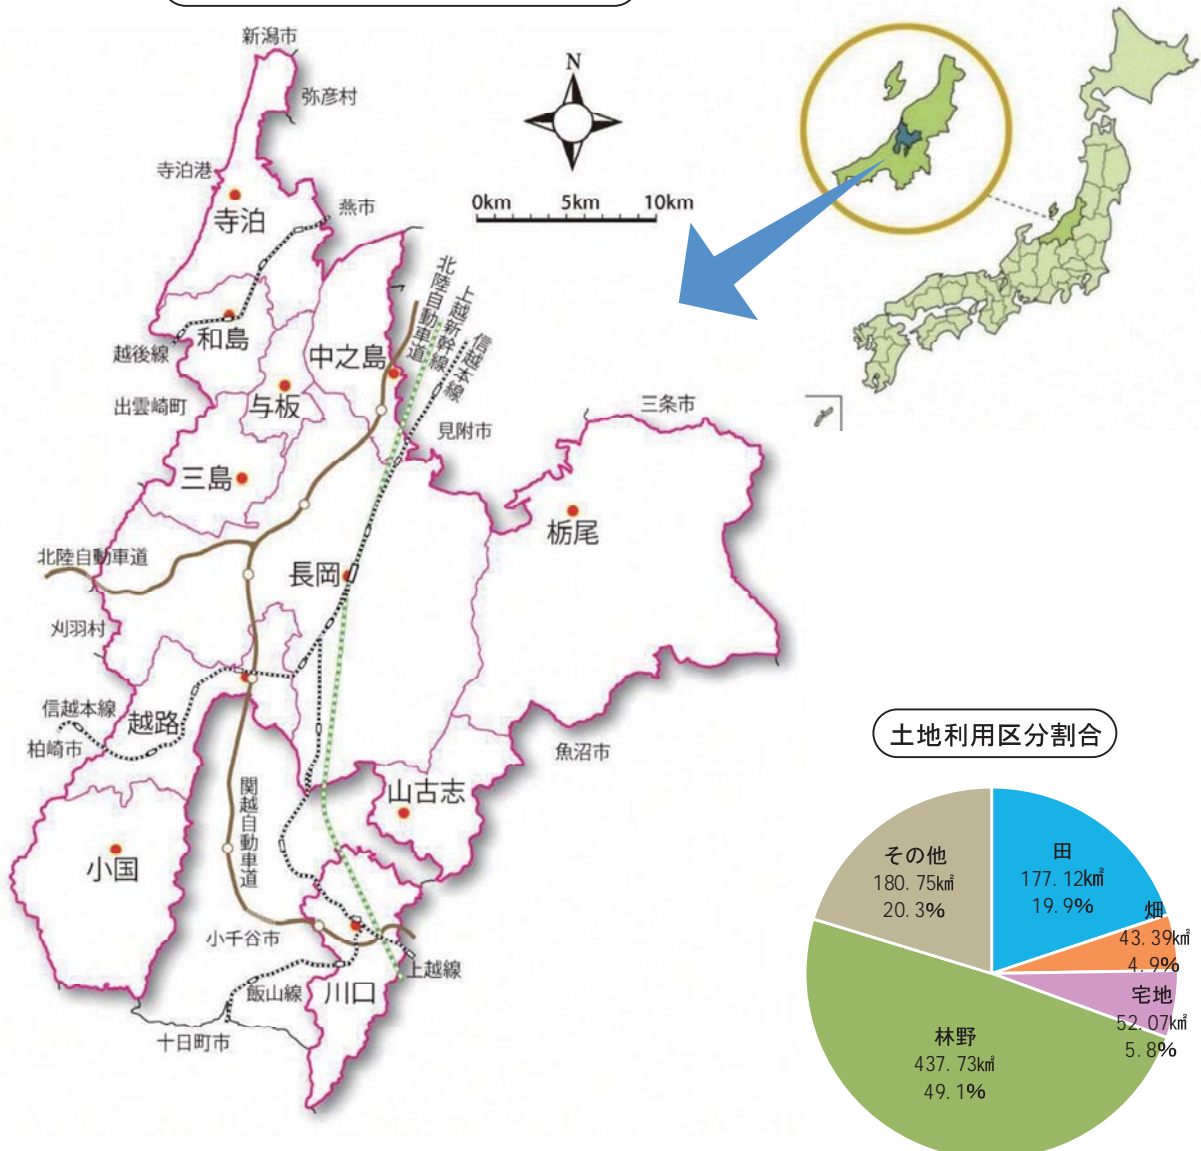 新潟市
弥彦村
N
寺泊港
寺泊
燕市
0km 5km 10km
北陸自動車道
上越新幹線
信越本線
和島
越後線
中之島
出雲崎町
与板
三条市
見附市
三島
栃尾
北陸自動車道
長岡
刈羽村
信越本線
越路
柏崎市
魚沼市
山古志
関越自動車道
小国
小千谷市
上越線
飯山線
川口
十日町市
土地利用区分割合
田
177.12㎢
19.9%
畑
43.39㎢
4.9%
宅地
52.07㎢
5.8%
林野
437.73㎢
49.1%
その他
180.75㎢
20.3%